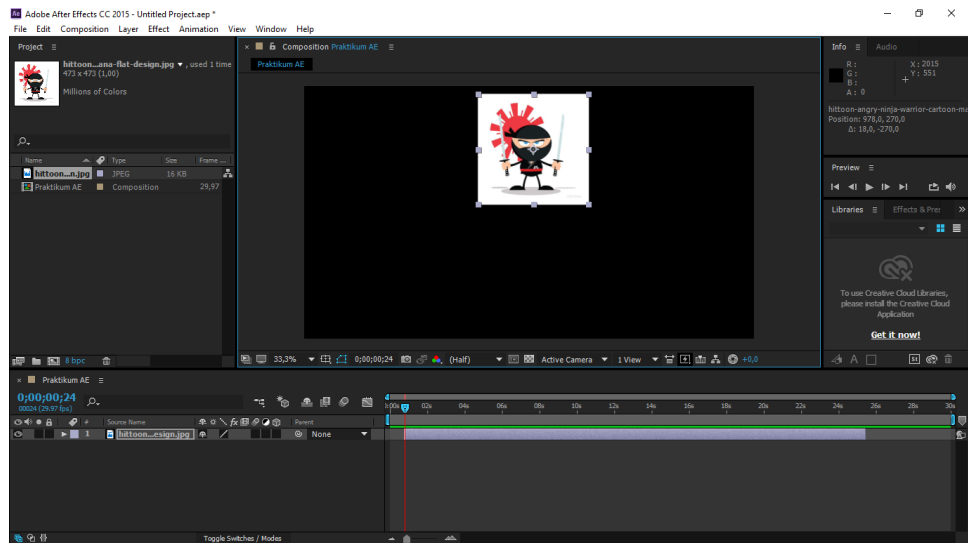 Adobe After Effects CC 2015 - Untitled Project.aep *
File Edit Composition Layer Effect Animation View Window Help
Project
hittoon...ana-flat-design.jpg ▼ , used 1 time
473 x 473 (1,00)
Millions of Colors
Name Type Size Frame ...
hittoon...n.jpg JPEG 16 KB
Praktikum AE Composition 29,97
8 bpc
Composition Praktikum AE
Praktikum AE
33,3% 0;00;00;24 (Half) Active Camera 1 View +0,0
Info Audio
R : X : 2015
G : Y : 551
B :
A : 0
hittoon-angry-ninja-warrior-cartoon-ma
Position: 978,0, 270,0
Δ: 18,0, -270,0
Preview
Libraries Effects & Pre
To use Creative Cloud Libraries,
please install the Creative Cloud
Application
Get it now!
St
Praktikum AE
0;00;00;24
00024 (29.97 fps)
# Source Name Parent
1 hittoon...esign.jpg None
02s 04s 06s 08s 10s 12s 14s 16s 18s 20s 22s 24s 26s 28s 30s
Toggle Switches / Modes